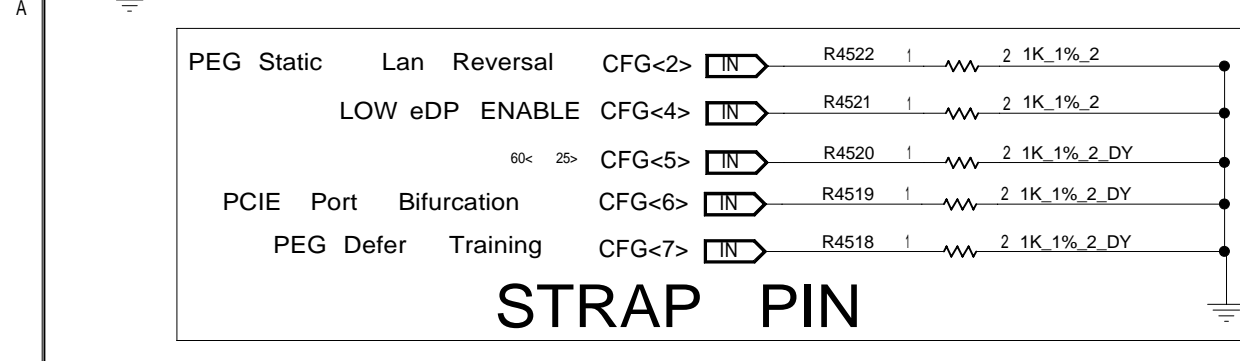 A
PEG Static Lan Reversal CFG<2> IN R4522 1 2 1K_1%_2
LOW eDP ENABLE CFG<4> IN R4521 1 2 1K_1%_2
60< 25> CFG<5> IN R4520 1 2 1K_1%_2_DY
PCIE Port Bifurcation CFG<6> IN R4519 1 2 1K_1%_2_DY
PEG Defer Training CFG<7> IN R4518 1 2 1K_1%_2_DY
STRAP PIN